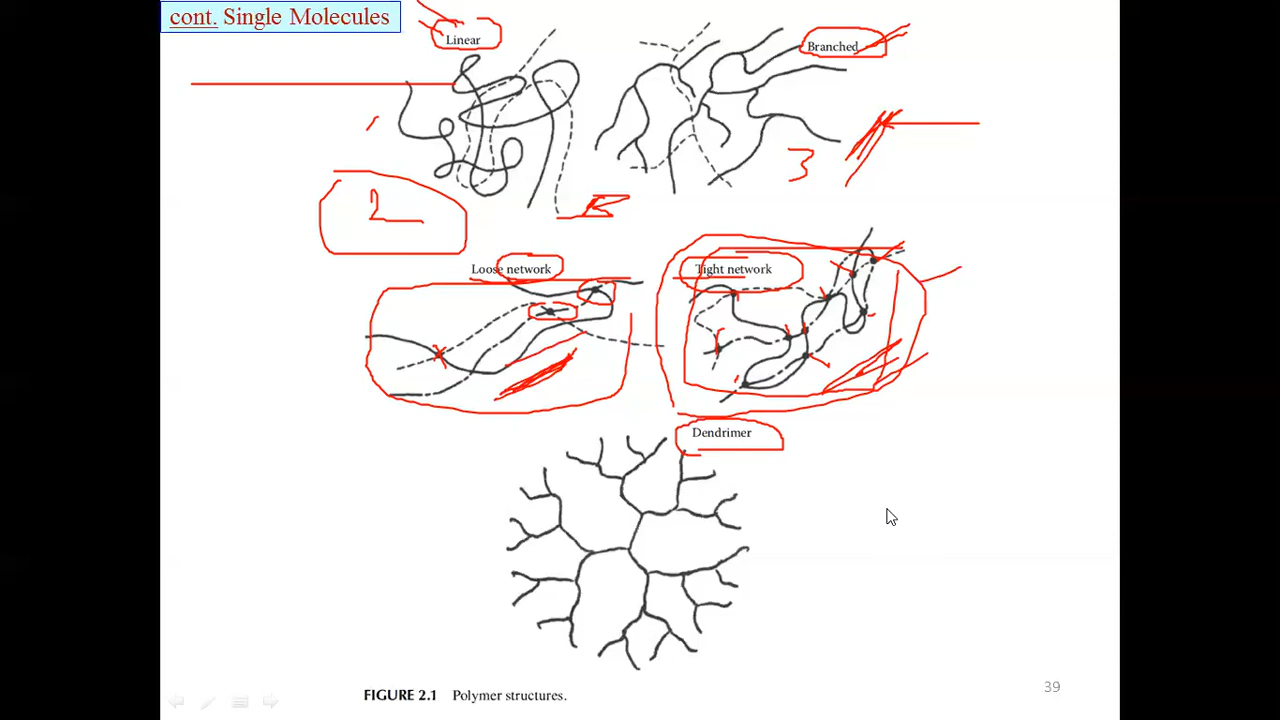 cont. Single Molecules
Linear
Branched
2
3
Loose network
Tight network
Dendrimer
FIGURE 2.1 Polymer structures.
39